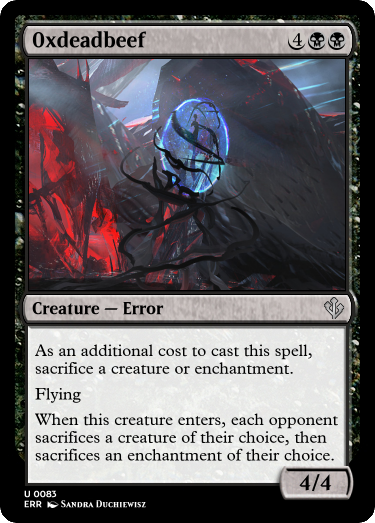 0xdeadbeef 4
Creature — Error
As an additional cost to cast this spell,
sacrifice a creature or enchantment.
Flying
When this creature enters, each opponent
sacrifices a creature of their choice, then
sacrifices an enchantment of their choice.
4/4
U 0083
ERR Sandra Duchiewisz